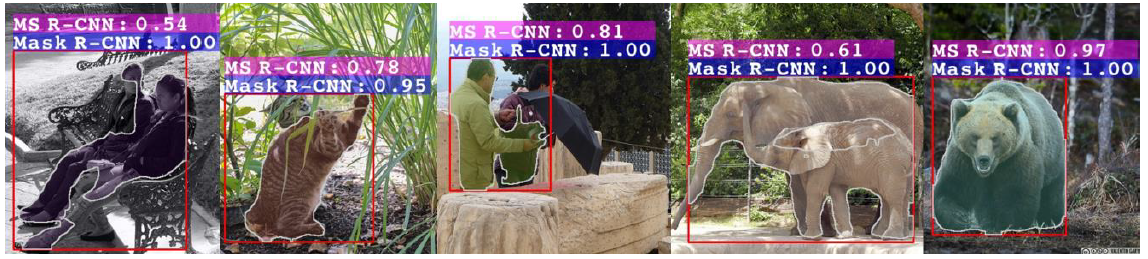 MS R-CNN: 0.54
Mask R-CNN: 1.00
MS R-CNN: 0.78
Mask R-CNN: 0.95
MS R-CNN: 0.81
Mask R-CNN: 1.00
MS R-CNN: 0.61
Mask R-CNN: 1.00
MS R-CNN: 0.97
Mask R-CNN: 1.00